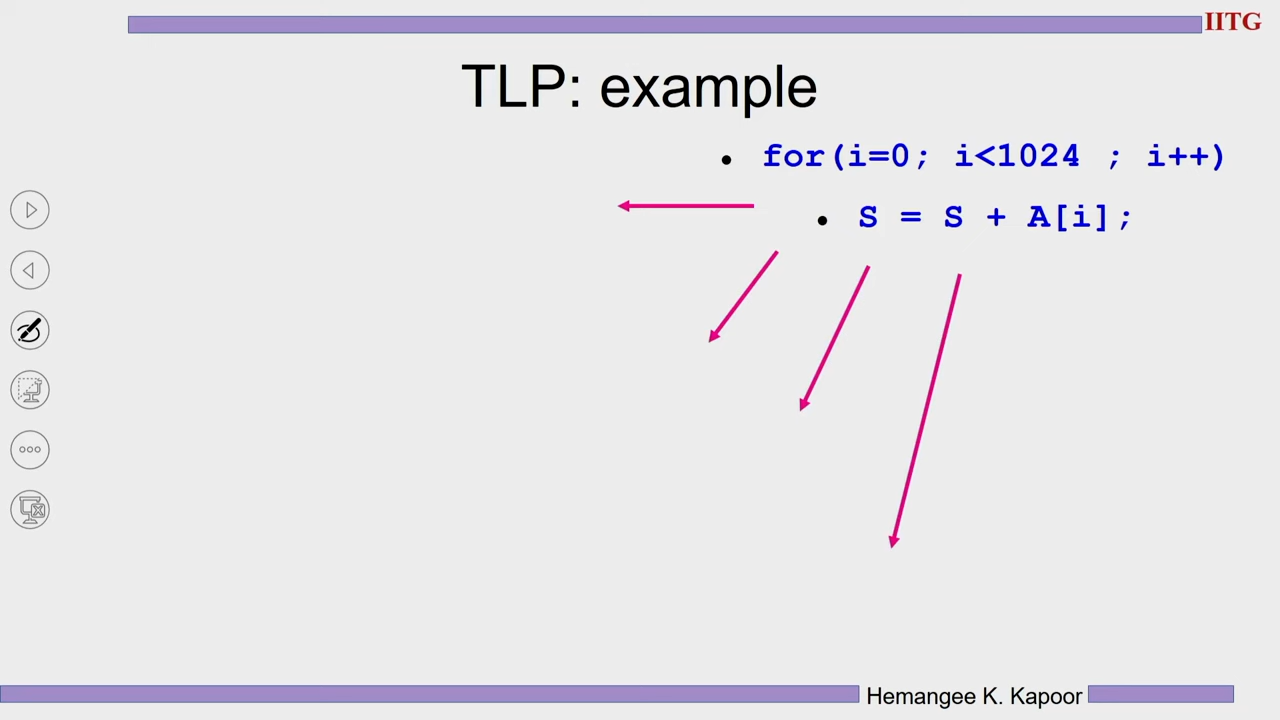 IITG
TLP: example
• for(i=0; i<1024 ; i++)
• S = S + A[i];
Hemangee K. Kapoor